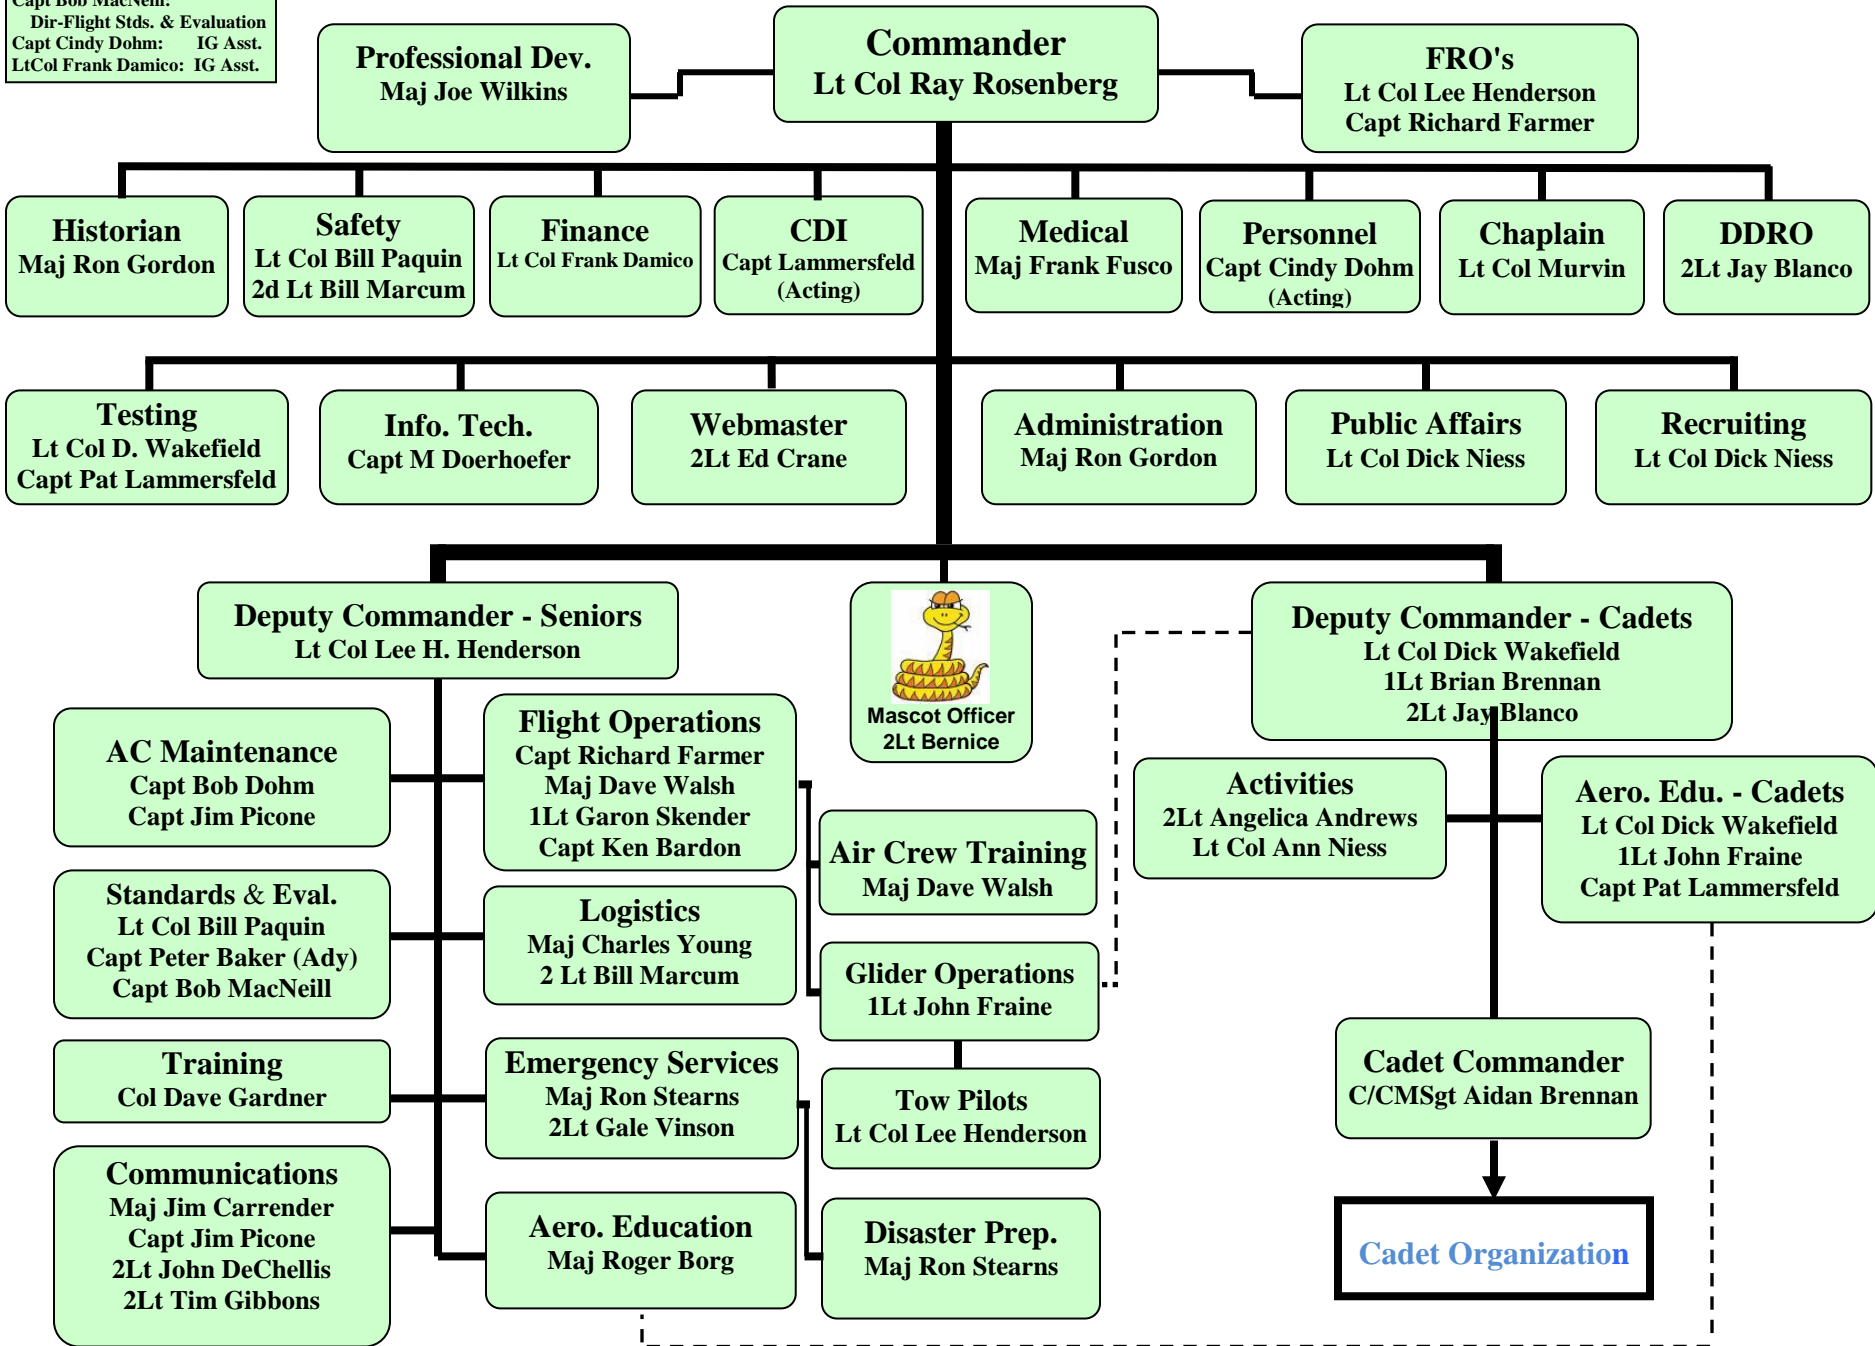 Capt Bob MacNeill:
Dir-Flight Stds. & Evaluation
Capt Cindy Dohm: IG Asst.
LtCol Frank Damico: IG Asst.
Professional Dev.
Maj Joe Wilkins
Commander
Lt Col Ray Rosenberg
FRO's
Lt Col Lee Henderson
Capt Richard Farmer
Historian
Maj Ron Gordon
Safety
Lt Col Bill Paquin
2d Lt Bill Marcum
Finance
Lt Col Frank Damico
CDI
Capt Lammersfeld
(Acting)
Medical
Maj Frank Fusco
Personnel
Capt Cindy Dohm
(Acting)
Chaplain
Lt Col Murvin
DDRO
2Lt Jay Blanco
Testing
Lt Col D. Wakefield
Capt Pat Lammersfeld
Info. Tech.
Capt M Doerhoefer
Webmaster
2Lt Ed Crane
Administration
Maj Ron Gordon
Public Affairs
Lt Col Dick Niess
Recruiting
Lt Col Dick Niess
Deputy Commander - Seniors
Lt Col Lee H. Henderson
Mascot Officer
2Lt Bernice
Deputy Commander - Cadets
Lt Col Dick Wakefield
1Lt Brian Brennan
2Lt Jay Blanco
AC Maintenance
Capt Bob Dohm
Capt Jim Picone
Flight Operations
Capt Richard Farmer
Maj Dave Walsh
1Lt Garon Skender
Capt Ken Bardon
Air Crew Training
Maj Dave Walsh
Activities
2Lt Angelica Andrews
Lt Col Ann Niess
Aero. Edu. - Cadets
Lt Col Dick Wakefield
1Lt John Fraine
Capt Pat Lammersfeld
Standards & Eval.
Lt Col Bill Paquin
Capt Peter Baker (Ady)
Capt Bob MacNeill
Logistics
Maj Charles Young
2 Lt Bill Marcum
Glider Operations
1Lt John Fraine
Training
Col Dave Gardner
Emergency Services
Maj Ron Stearns
2Lt Gale Vinson
Tow Pilots
Lt Col Lee Henderson
Cadet Commander
C/CMSgt Aidan Brennan
Communications
Maj Jim Carrender
Capt Jim Picone
2Lt John DeChellis
2Lt Tim Gibbons
Aero. Education
Maj Roger Borg
Disaster Prep.
Maj Ron Stearns
Cadet Organization